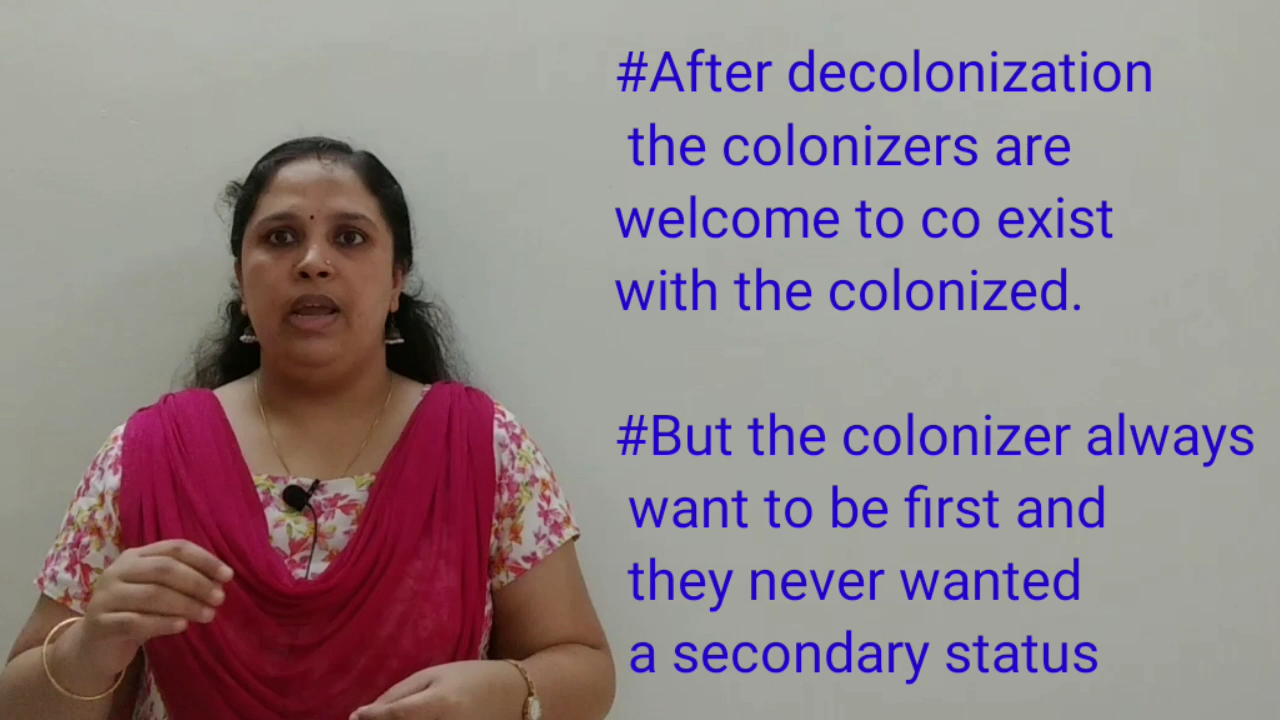 #After decolonization
the colonizers are
welcome to co exist
with the colonized.
#But the colonizer always
want to be first and
they never wanted
a secondary status